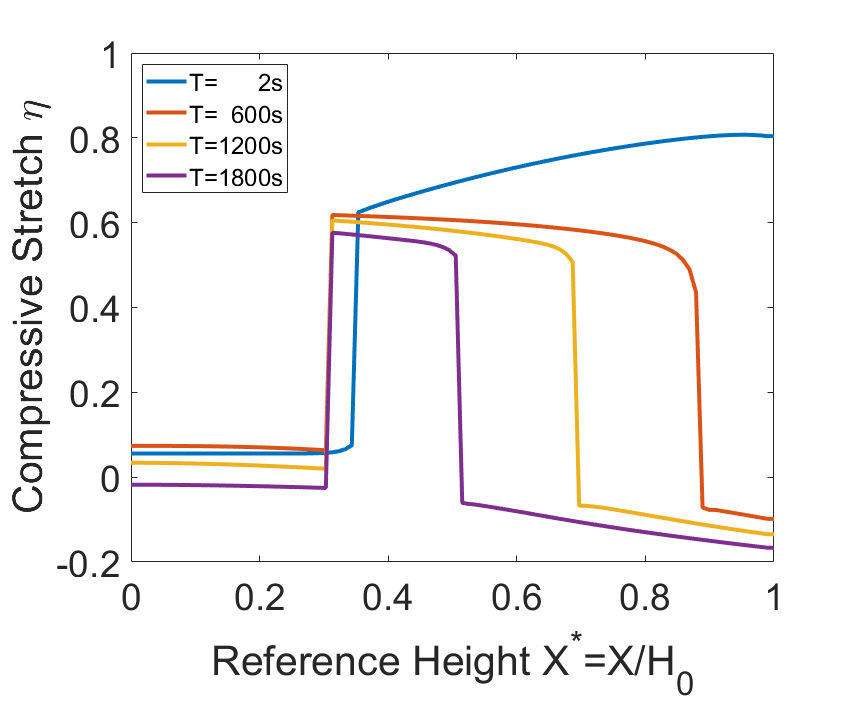 T=      2s
T=  600s
T=1200s
T=1800s
Compressive Stretch η
1
0.8
0.6
0.4
0.2
0
-0.2
0 0.2 0.4 0.6 0.8 1
Reference Height X*=X/H0